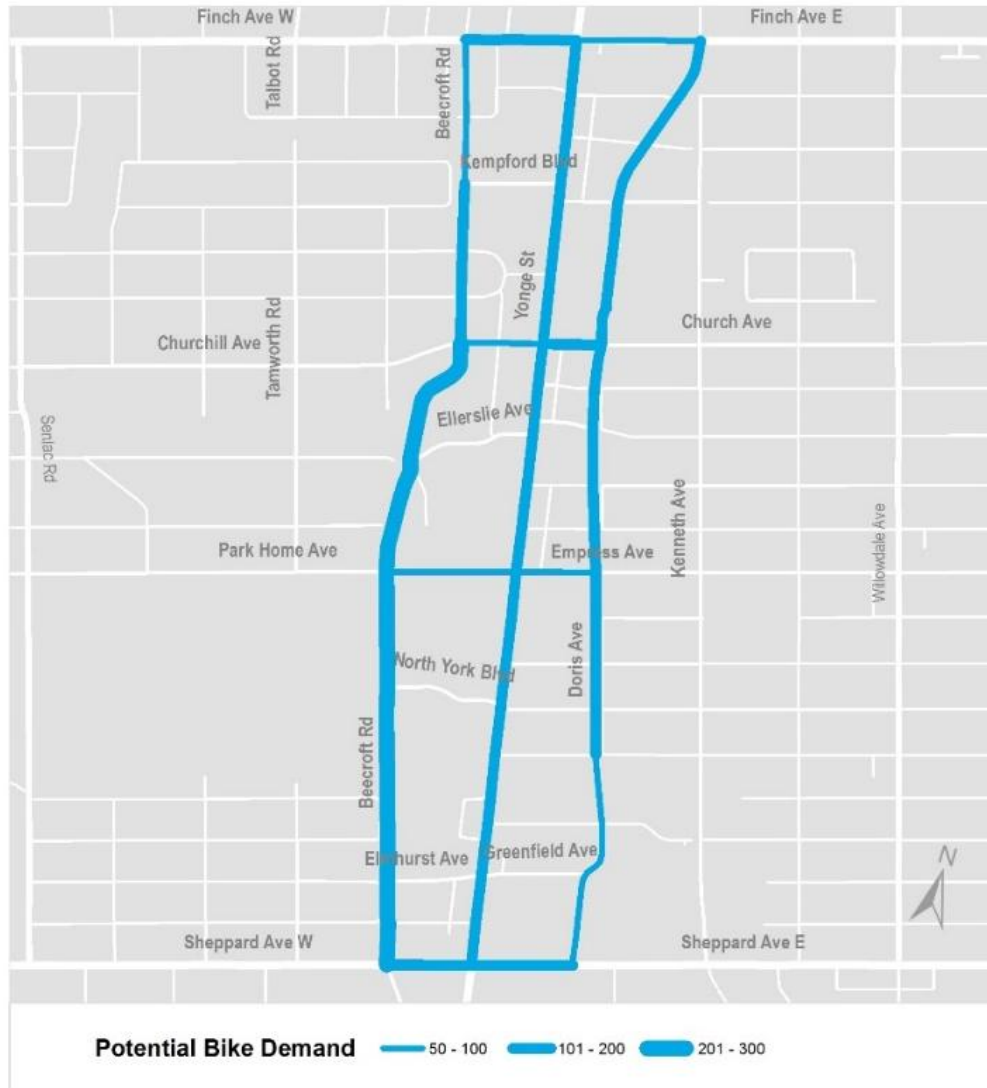 Finch Ave W
Finch Ave E
Talbot Rd
Beecroft Rd
Kempford Blvd
Yonge St
Church Ave
Churchill Ave
Tamworth Rd
Ellerslie Ave
Senlac Rd
Kenneth Ave
Willowdale Ave
Park Home Ave
Empress Ave
Doris Ave
North York Blvd
Beecroft Rd
Elmhurst Ave
Greenfield Ave
N
Sheppard Ave W
Sheppard Ave E
Potential Bike Demand 50 - 100 101 - 200 201 - 300